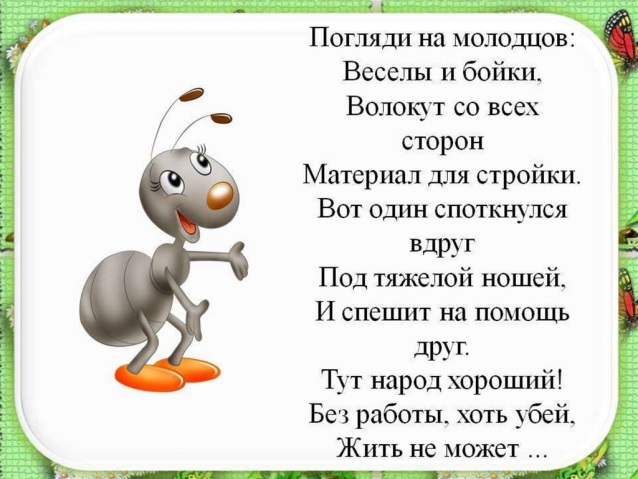 Погляди на молодцов:
Веселы и бойки,
Волокут со всех
сторон
Материал для стройки.
Вот один споткнулся
вдруг
Под тяжелой ношей,
И спешит на помощь
друг.
Тут народ хороший!
Без работы, хоть убей,
Жить не может ...